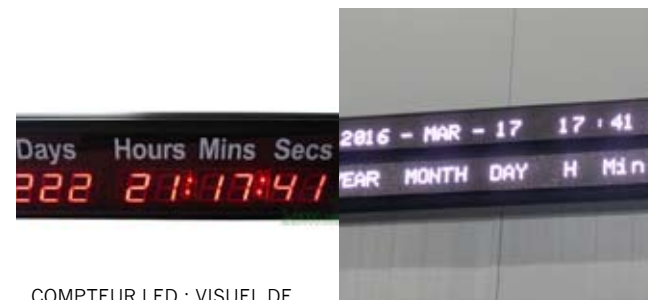 Days Hours Mins Secs
222 21:17:41
2016 - MAR - 17 17:41
YEAR MONTH DAY H Min
COMPTEUR LED : VISUEL DE